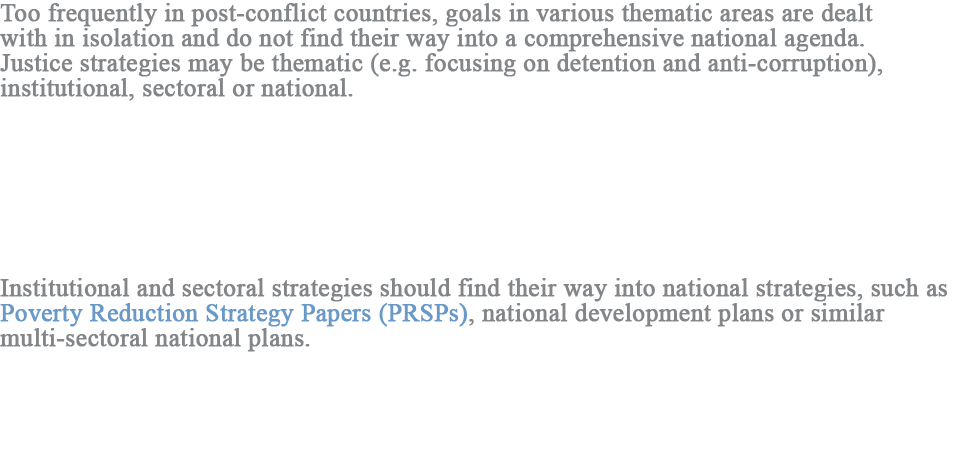 Too frequently in post-conflict countries, goals in various thematic areas are dealt
with in isolation and do not find their way into a comprehensive national agenda.
Justice strategies may be thematic (e.g. focusing on detention and anti-corruption),
institutional, sectoral or national.
Institutional and sectoral strategies should find their way into national strategies, such as
Poverty Reduction Strategy Papers (PRSPs), national development plans or similar
multi-sectoral national plans.